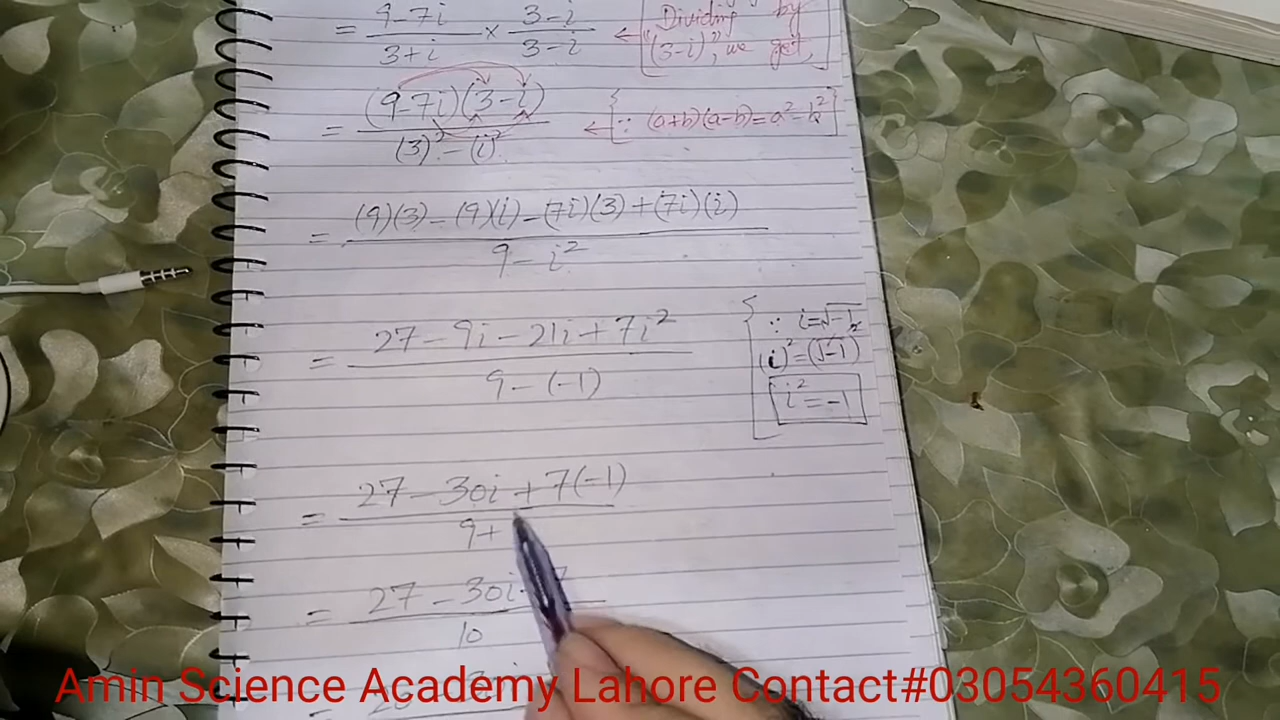 = 9-7i / 3+i × 3-i / 3-i ← "Dividing by
(3-i)", we get,
= (9-7i)(3-i) / (3)² - (i)² ← { ∵ (a+b)(a-b)=a²-b²
= (9)(3) - (9)(i) - (7i)(3) + (7i)(i) / 9 - i²
= 27 - 9i - 21i + 7i² / 9 - (-1)
∵ i=√-1
(i)² = (√-1)²
i² = -1
= 27 - 30i + 7(-1) / 9+
= 27 - 30i / 10
=
Amin Science Academy Lahore Contact#03054360415